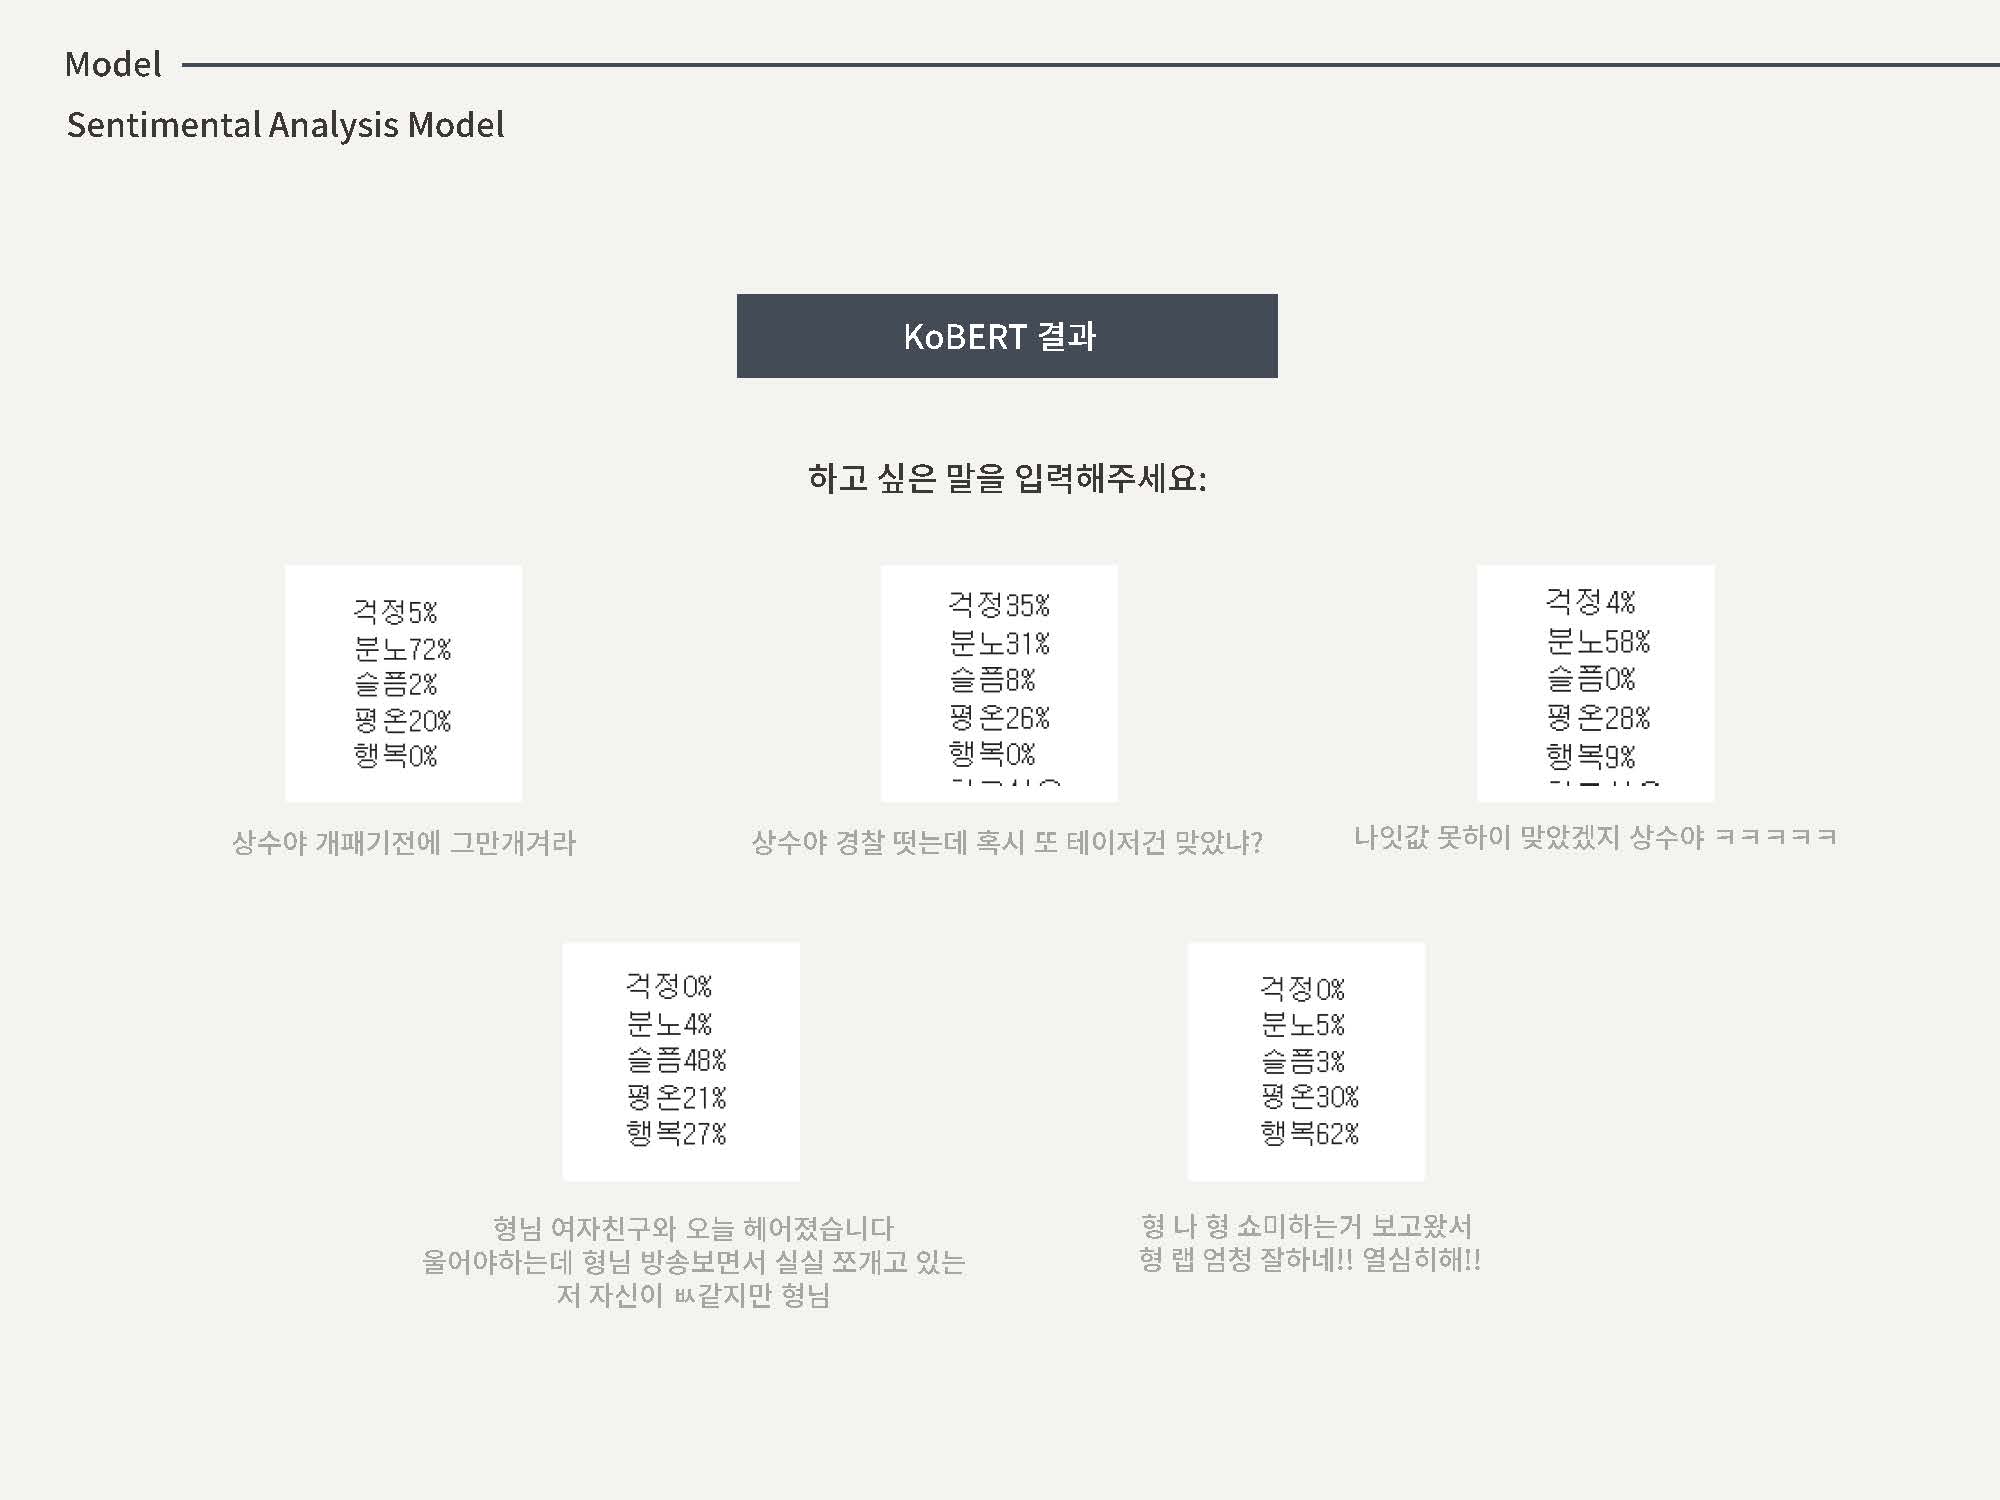 Model
Sentimental Analysis Model
KoBERT 결과
하고 싶은 말을 입력해주세요:
걱정5%
분노72%
슬픔2%
평온20%
행복0%
상수야 개패기전에 그만개겨라
걱정35%
분노31%
슬픔8%
평온26%
행복0%
상수야 경찰 떳는데 혹시 또 테이저건 맞았냐?
걱정4%
분노58%
슬픔0%
평온28%
행복9%
나잇값 못하이 맞았겠지 상수야 ㅋㅋㅋㅋㅋ
걱정0%
분노4%
슬픔48%
평온21%
행복27%
형님 여자친구와 오늘 헤어졌습니다
울어야하는데 형님 방송보면서 실실 쪼개고 있는
저 자신이 ㅄ같지만 형님
걱정0%
분노5%
슬픔3%
평온30%
행복62%
형 나 형 쇼미하는거 보고왔서
형 랩 엄청 잘하네!! 열심히해!!